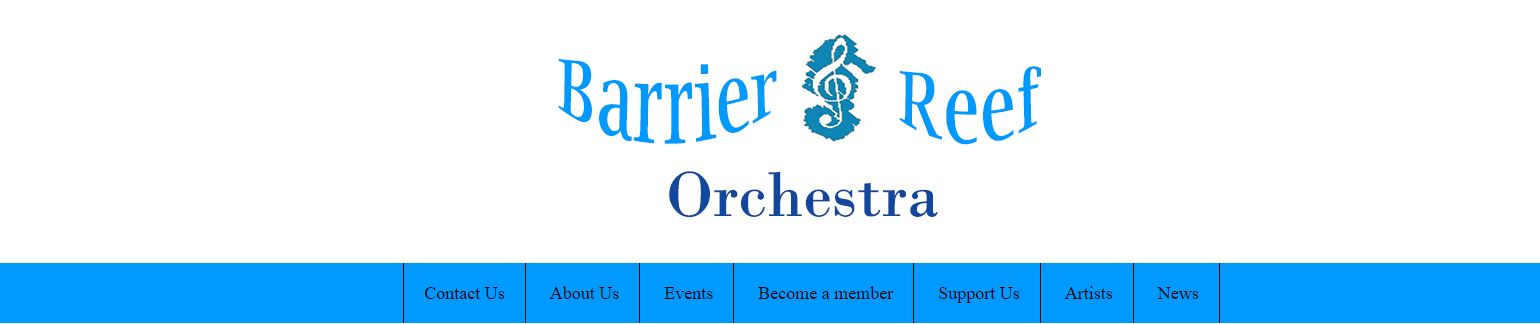 Barrier Reef
Orchestra
Contact Us About Us Events Become a member Support Us Artists News